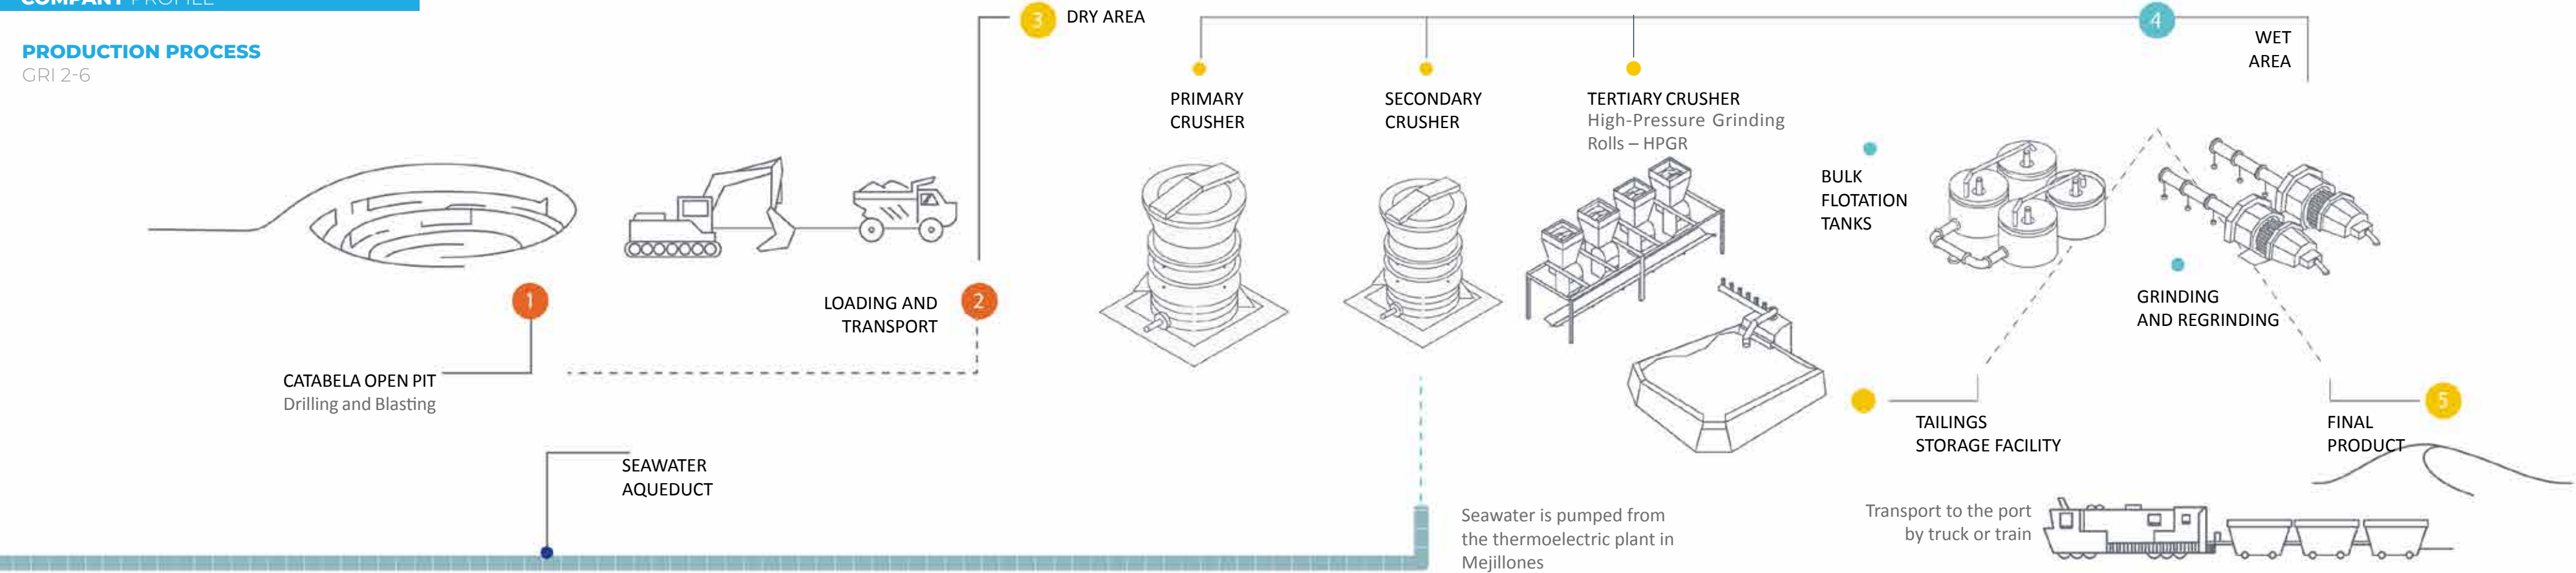 COMPANY PROFILE
PRODUCTION PROCESS
GRI 2-6
1
CATABELA OPEN PIT
Drilling and Blasting
LOADING AND
TRANSPORT
2
3
DRY AREA
PRIMARY
CRUSHER
SECONDARY
CRUSHER
TERTIARY CRUSHER
High-Pressure Grinding
Rolls – HPGR
4
WET
AREA
BULK
FLOTATION
TANKS
GRINDING
AND REGRINDING
TAILINGS
STORAGE FACILITY
5
FINAL
PRODUCT
SEAWATER
AQUEDUCT
Seawater is pumped from
the thermoelectric plant in
Mejillones
Transport to the port
by truck or train